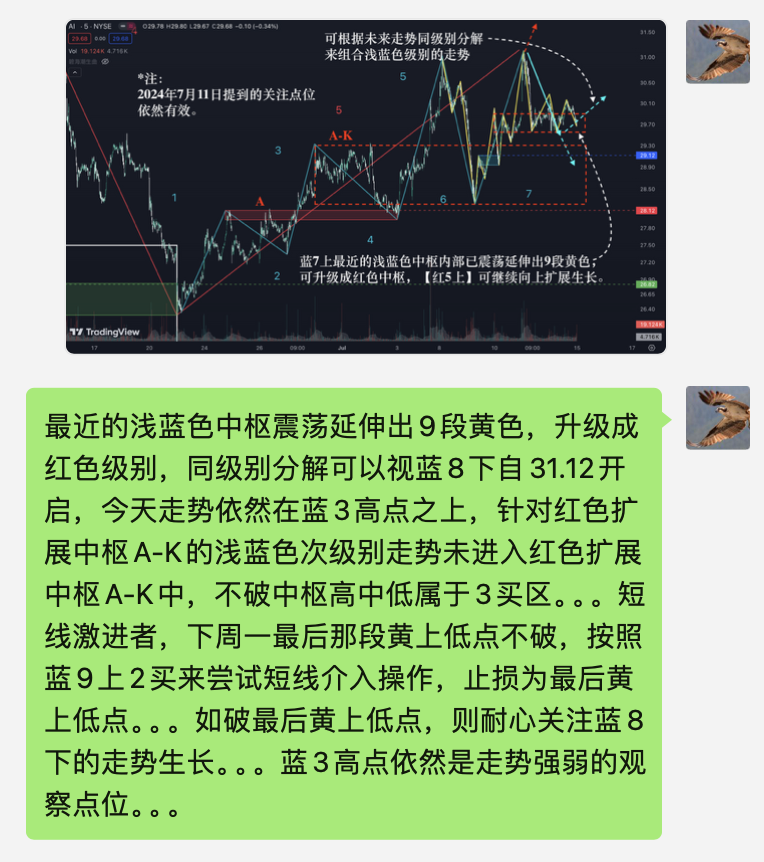 AI · 5 · NYSE
O29.78 H29.80 L29.67 C29.68 −0.10 (−0.34%)
29.68 0.00 29.68
Vol 19.124K 4.716K
可根据未来走势同级别分解
来组合浅蓝色级别的走势
*注：
2024年7月11日提到的关注点位
依然有效。
5
5
A-K
3
1
A
6
7
4
2
蓝7上最近的浅蓝色中枢内部已震荡延伸出9段黄色；
可升级成红色中枢，【红5上】可继续向上扩展生长。
31.50
31.00
30.50
30.10
29.70
29.30
29.12
28.90
28.50
28.12
27.80
27.50
27.20
26.65
26.40
19.124K
4.716K
TradingView
17
20
24
26
09:00
Jul
3
8
10
09:00
15
17
最近的浅蓝色中枢震荡延伸出9段黄色，升级成
红色级别，同级别分解可以视蓝8下自31.12开
启，今天走势依然在蓝3高点之上，针对红色扩
展中枢A-K的浅蓝色次级别走势未进入红色扩展
中枢A-K中，不破中枢高中低属于3买区。。。短
线激进者，下周一最后那段黄上低点不破，按照
蓝9上2买来尝试短线介入操作，止损为最后黄
上低点。。。如破最后黄上低点，则耐心关注蓝8
下的走势生长。。。蓝3高点依然是走势强弱的观
察点位。。。